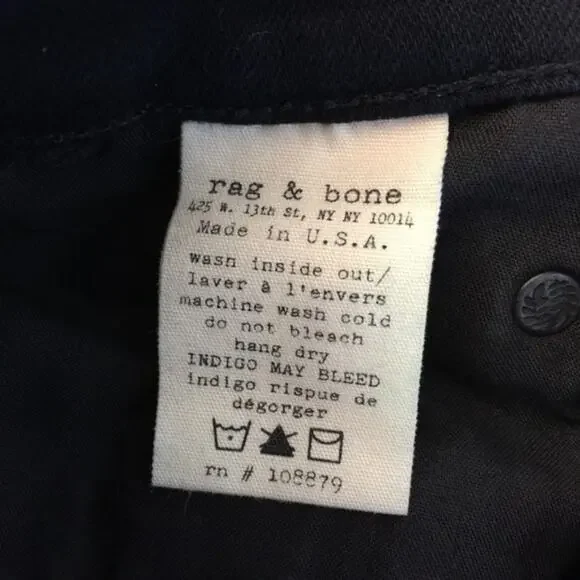 rag & bone
425 W. 13th St, NY NY 10014
Made in U.S.A.
wash inside out/
laver à l'envers
machine wash cold
do not bleach
hang dry
INDIGO MAY BLEED
indigo rispue de
dégorger
rn # 108879